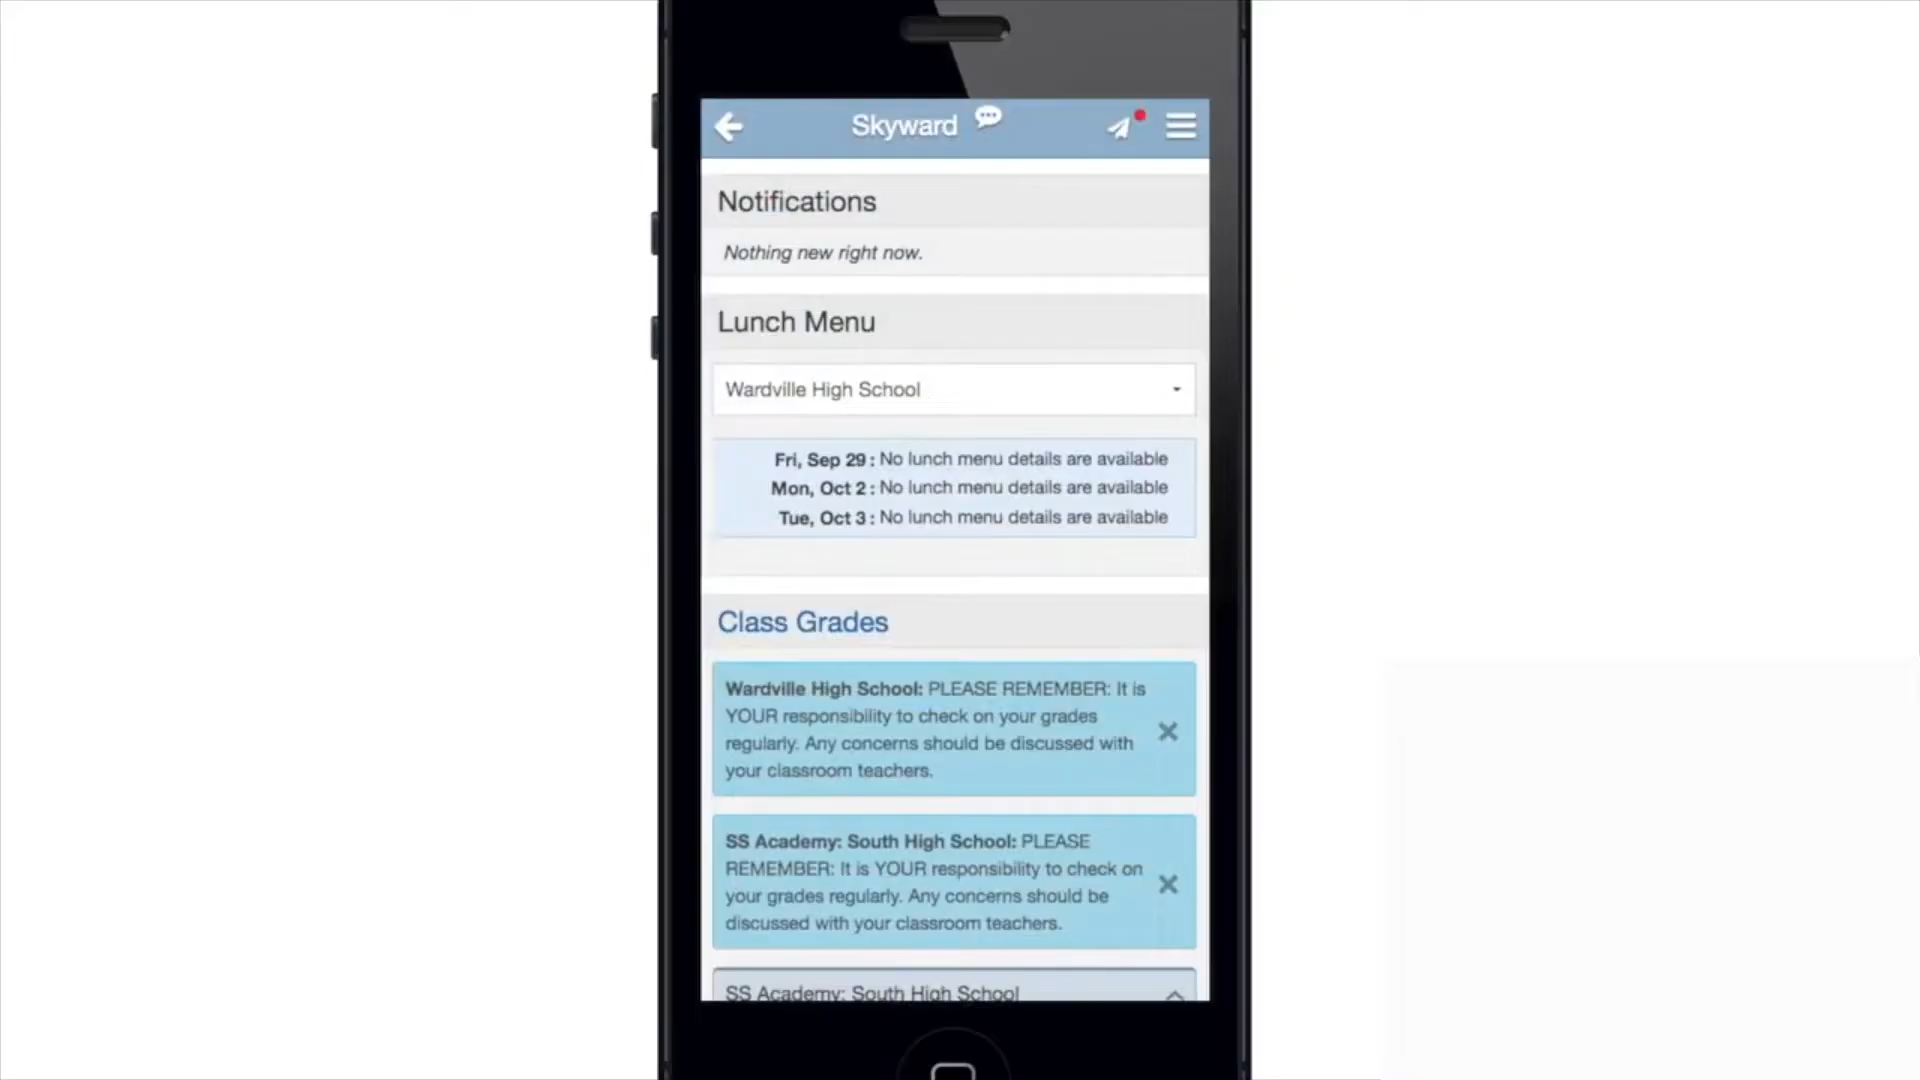 Skyward
Notifications
Nothing new right now.
Lunch Menu
Wardville High School
Fri, Sep 29 : No lunch menu details are available
Mon, Oct 2 : No lunch menu details are available
Tue, Oct 3 : No lunch menu details are available
Class Grades
Wardville High School: PLEASE REMEMBER: It is
YOUR responsibility to check on your grades
regularly. Any concerns should be discussed with
your classroom teachers.
SS Academy: South High School: PLEASE
REMEMBER: It is YOUR responsibility to check on
your grades regularly. Any concerns should be
discussed with your classroom teachers.
SS Academy: South High School